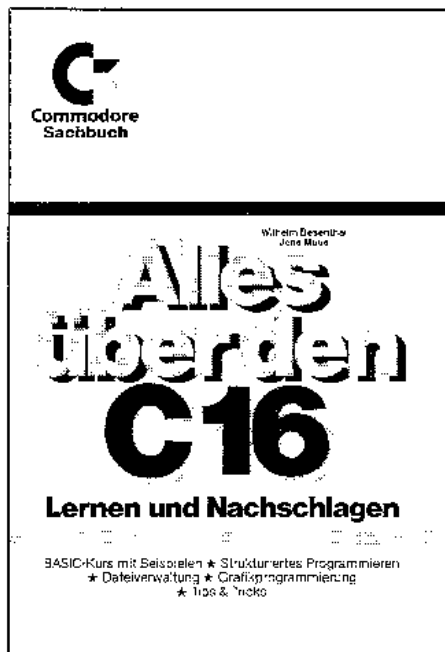 Commodore
Sachbuch
Wilhelm Besenthal
Jens Muus
Alles
über den
C16
Lernen und Nachschlagen
BASIC-Kurs mit Beispielen ★ Strukturiertes Programmieren
★ Dateiverwaltung ★ Grafikprogrammierung
★ Tips & Tricks